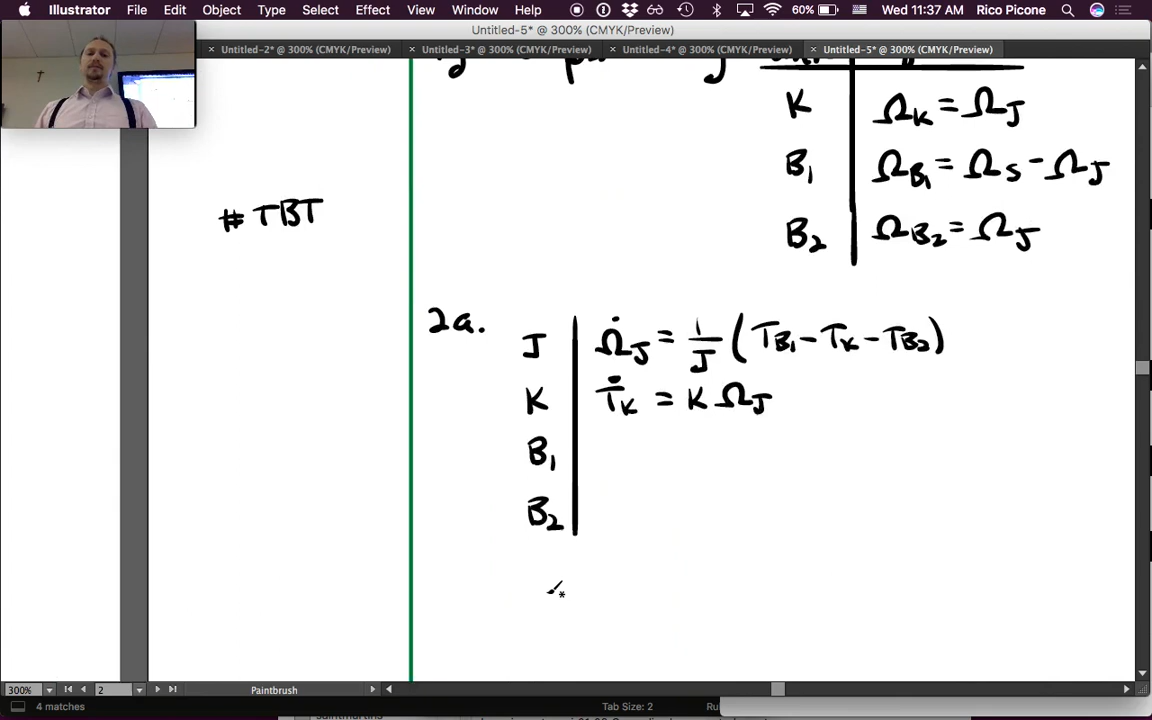 Illustrator File Edit Object Type Select Effect View Window Help 60% Wed 11:37 AM Rico Picone
Untitled-5* @ 300% (CMYK/Preview)
Untitled-2* @ 300% (CMYK/Preview) Untitled-3* @ 300% (CMYK/Preview) Untitled-4* @ 300% (CMYK/Preview) Untitled-5* @ 300% (CMYK/Preview)
K Ω_K = Ω_J
B₁ Ω_B₁ = Ω_S - Ω_J
# TBT
B₂ Ω_B₂ = Ω_J
2a.
J Ω̇_J = 1/J (T_B₁ - T_K - T_B₂)
K Ṫ_K = K Ω_J
B₁
B₂
300% 2 Paintbrush
4 matches Tab Size: 2